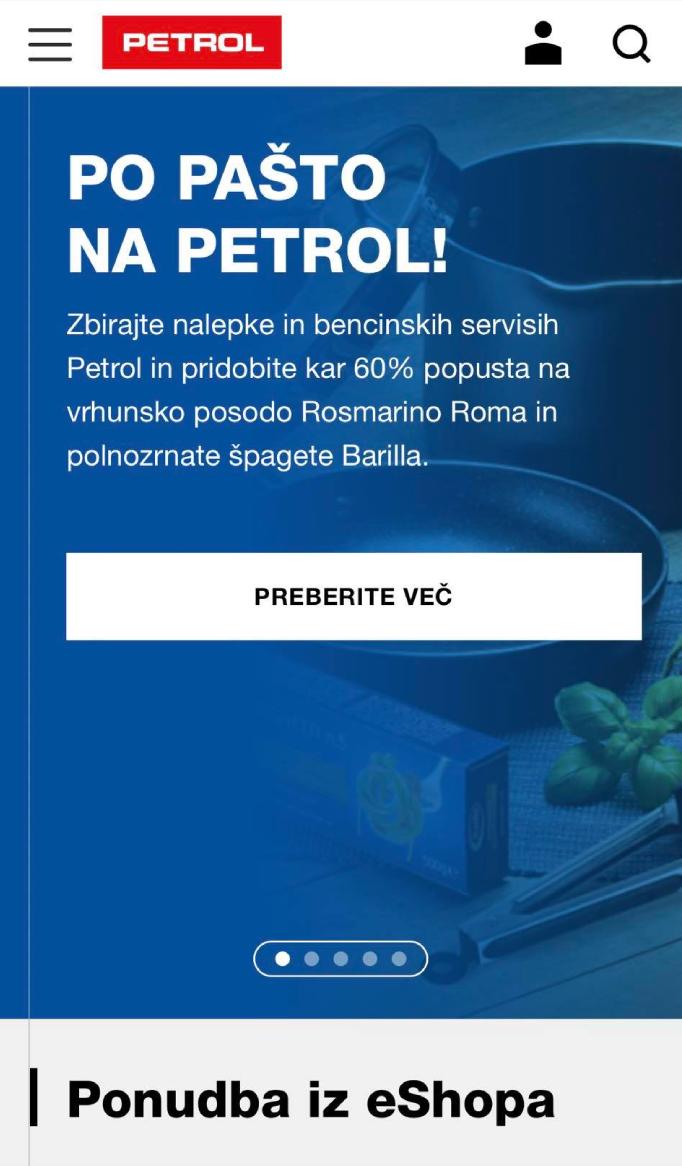 PETROL
PO PAŠTO
NA PETROL!
Zbirajte nalepke in bencinskih servisih
Petrol in pridobite kar 60% popusta na
vrhunsko posodo Rosmarino Roma in
polnozrnate špagete Barilla.
PREBERITE VEČ
Ponudba iz eShopa